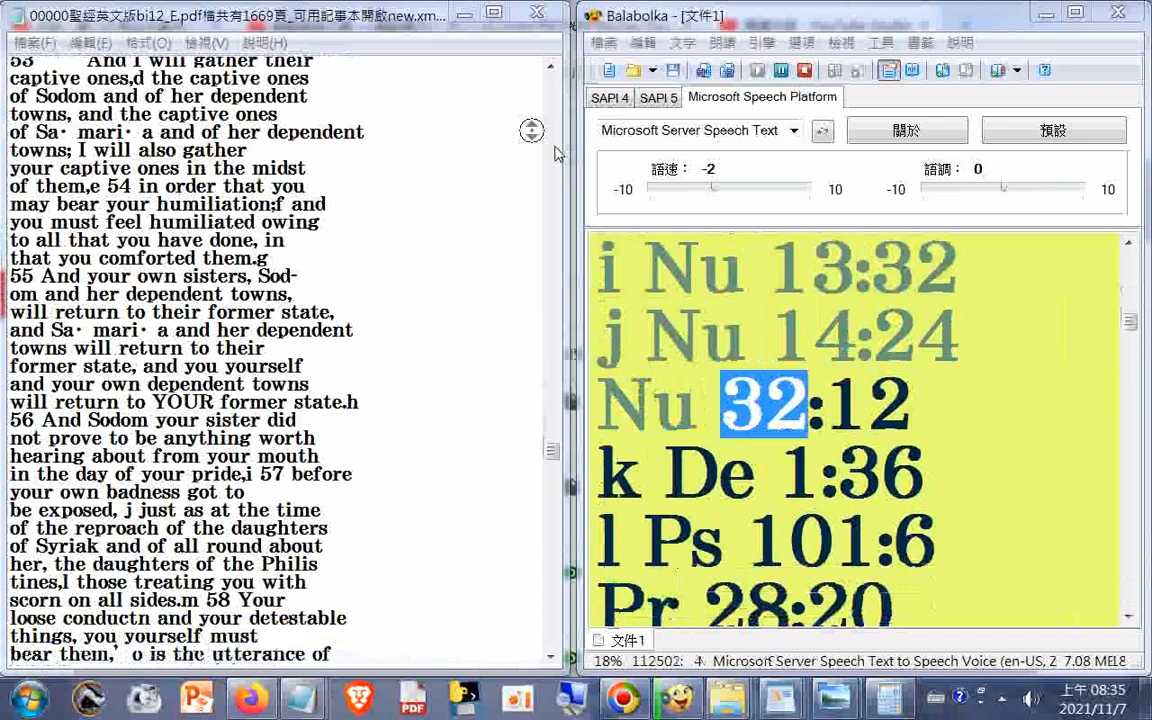 00000聖經英文版bi12_E.pdf檔共有1669頁_可用記事本開啟new.xm...
檔案(F) 編輯(E) 格式(O) 檢視(V) 說明(H)
53 And I will gather their
captive ones,d the captive ones
of Sodom and of her dependent
towns, and the captive ones
of Sa· mari· a and of her dependent
towns; I will also gather
your captive ones in the midst
of them,e 54 in order that you
may bear your humiliation;f and
you must feel humiliated owing
to all that you have done, in
that you comforted them.g
55 And your own sisters, Sod-
om and her dependent towns,
will return to their former state,
and Sa· mari· a and her dependent
towns will return to their
former state, and you yourself
and your own dependent towns
will return to YOUR former state.h
56 And Sodom your sister did
not prove to be anything worth
hearing about from your mouth
in the day of your pride,i 57 before
your own badness got to
be exposed, j just as at the time
of the reproach of the daughters
of Syriak and of all round about
her, the daughters of the Philis
tines,l those treating you with
scorn on all sides.m 58 Your
loose conductn and your detestable
things, you yourself must
bear them,’ o is the utterance of
Balabolka - [文件1]
檔案 編輯 文字 朗讀 引擎 選項 檢視 工具 書籤 說明
SAPI 4 SAPI 5 Microsoft Speech Platform
Microsoft Server Speech Text 關於 預設
語速： -2 語調： 0
-10 10 -10 10
i Nu 13:32
j Nu 14:24
Nu 32:12
k De 1:36
l Ps 101:6
Pr 28:20
文件1
18% 112502: 4 Microsoft Server Speech Text to Speech Voice (en-US, Z 7.08 MEL8
PDF
上午 08:35
2021/11/7